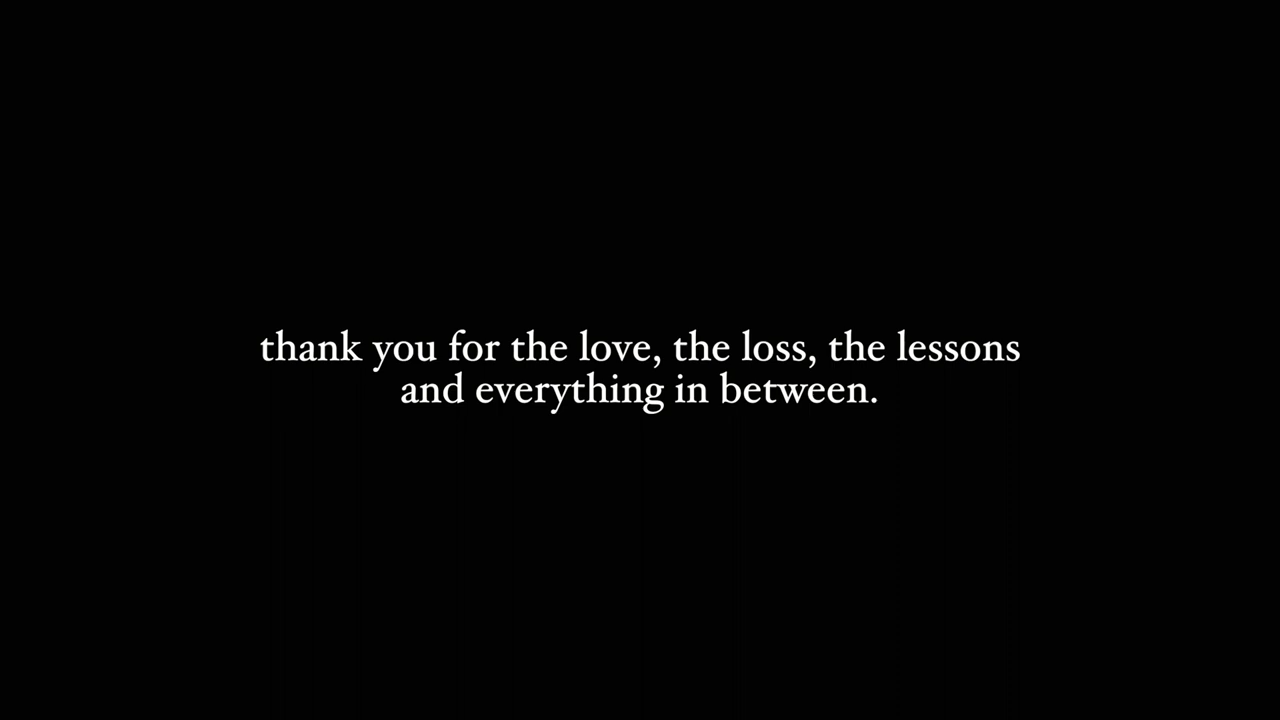 thank you for the love, the loss, the lessons
and everything in between.